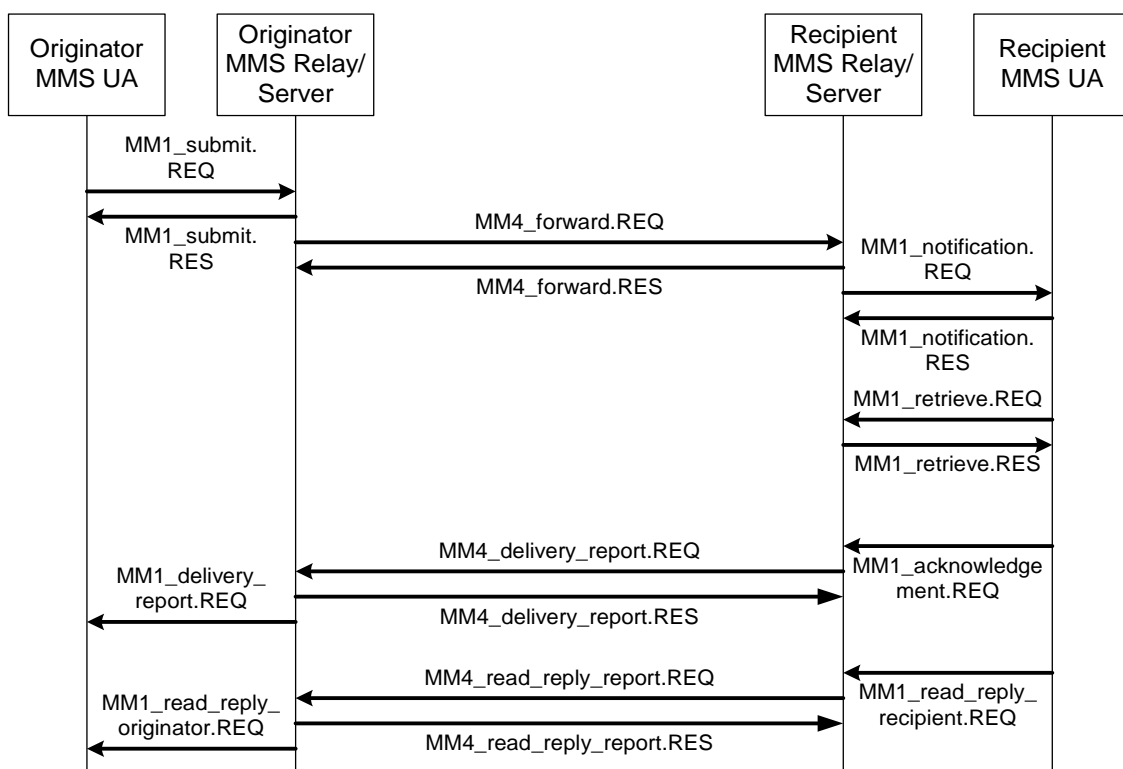 Originator
MMS UA
Originator
MMS Relay/
Server
Recipient
MMS Relay/
Server
Recipient
MMS UA
MM1_submit.
REQ
MM1_submit.
RES
MM4_forward.REQ
MM4_forward.RES
MM1_notification.
REQ
MM1_notification.
RES
MM1_retrieve.REQ
MM1_retrieve.RES
MM4_delivery_report.REQ
MM1_acknowledge
ment.REQ
MM1_delivery_
report.REQ
MM4_delivery_report.RES
MM4_read_reply_report.REQ
MM1_read_reply_
recipient.REQ
MM1_read_reply_
originator.REQ
MM4_read_reply_report.RES